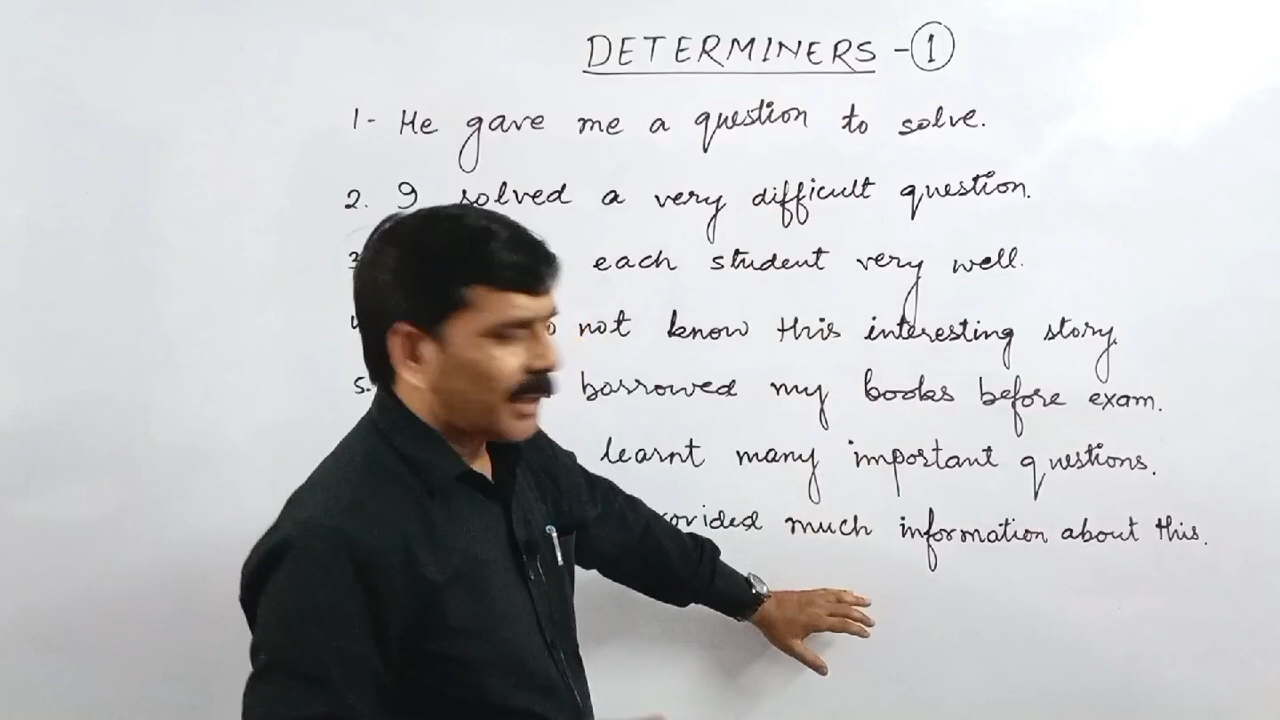 DETERMINERS - 1
1- He gave me a question to solve.
2. I solved a very difficult question.
each student very well.
not know this interesting story.
5. borrowed my books before exam.
learnt many important questions.
much information about this.